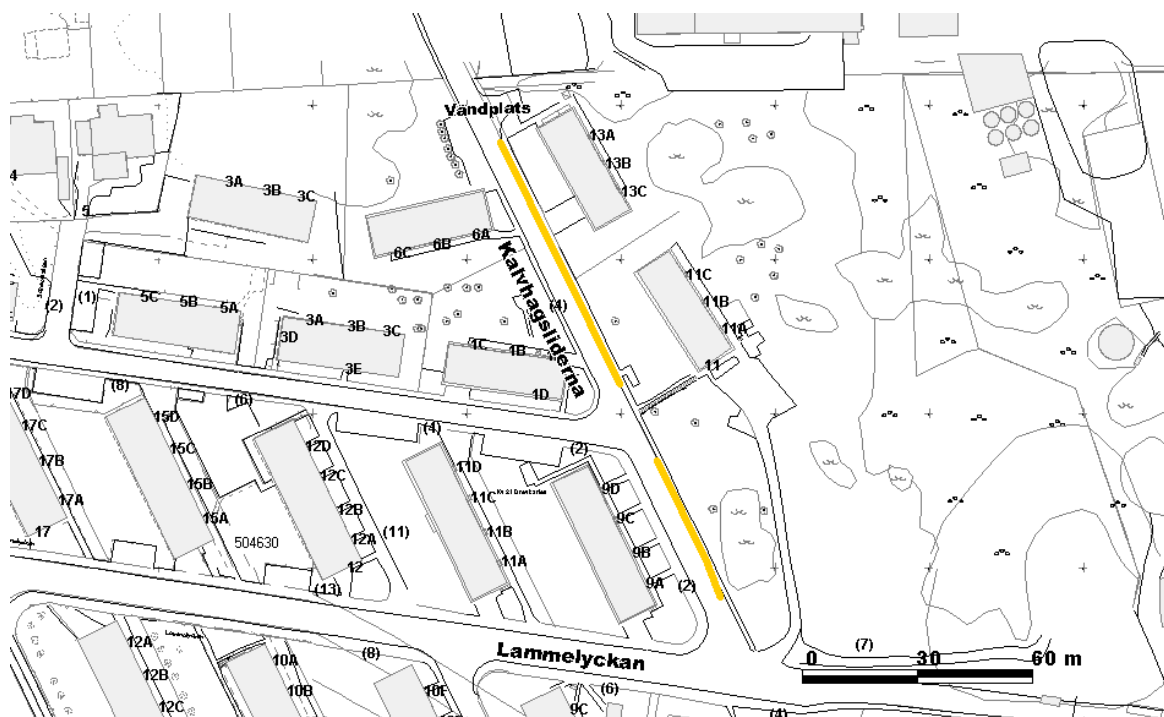 Vändplats
13A
13B
13C
4
3A
3B
3C
5
6A
6B
6C
Kalvhagsliderna
(4)
11C
11B
11A
11
(2)
(1)
5C
5B
5A
3A
3B
3C
3D
3E
1C
1B
1D
(8)
(6)
(4)
(2)
17D
17C
17B
17A
17
15D
15C
15B
15A
12D
12C
12B
12A
12
(11)
(13)
504630
11D
11C
11B
11A
9D
9C
9B
9A
(2)
Lammelyckan
(7)
0 30 60 m
12A
12B
12C
10A
10B
(8)
10F
(6)
9C
(4)